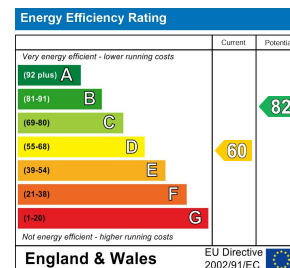 Energy Efficiency Rating
Current Potentia
Very energy efficient - lower running costs
(92 plus) A
(81-91) B
82
(69-80) C
(55-68) D
60
(39-54) E
(21-38) F
(1-20) G
Not energy efficient - higher running costs
England & Wales
EU Directive
2002/91/EC